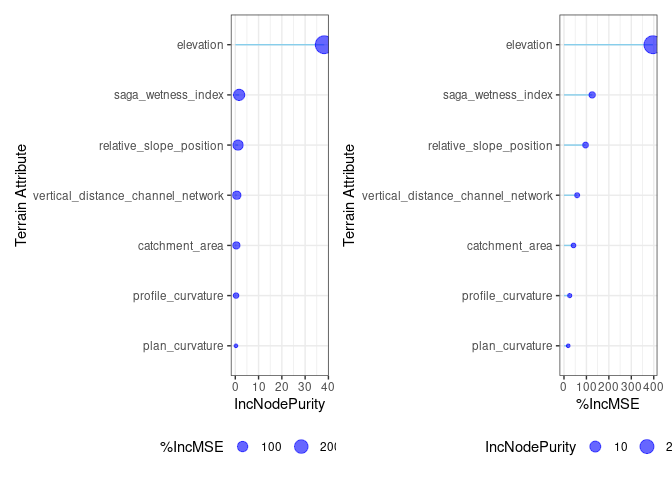 elevation
saga_wetness_index
relative_slope_position
vertical_distance_channel_network
catchment_area
profile_curvature
plan_curvature
Terrain Attribute
0 10 20 30 40
IncNodePurity
%IncMSE 100
elevation
saga_wetness_index
relative_slope_position
vertical_distance_channel_network
catchment_area
profile_curvature
plan_curvature
Terrain Attribute
0 100 200 300 400
%IncMSE
IncNodePurity 10